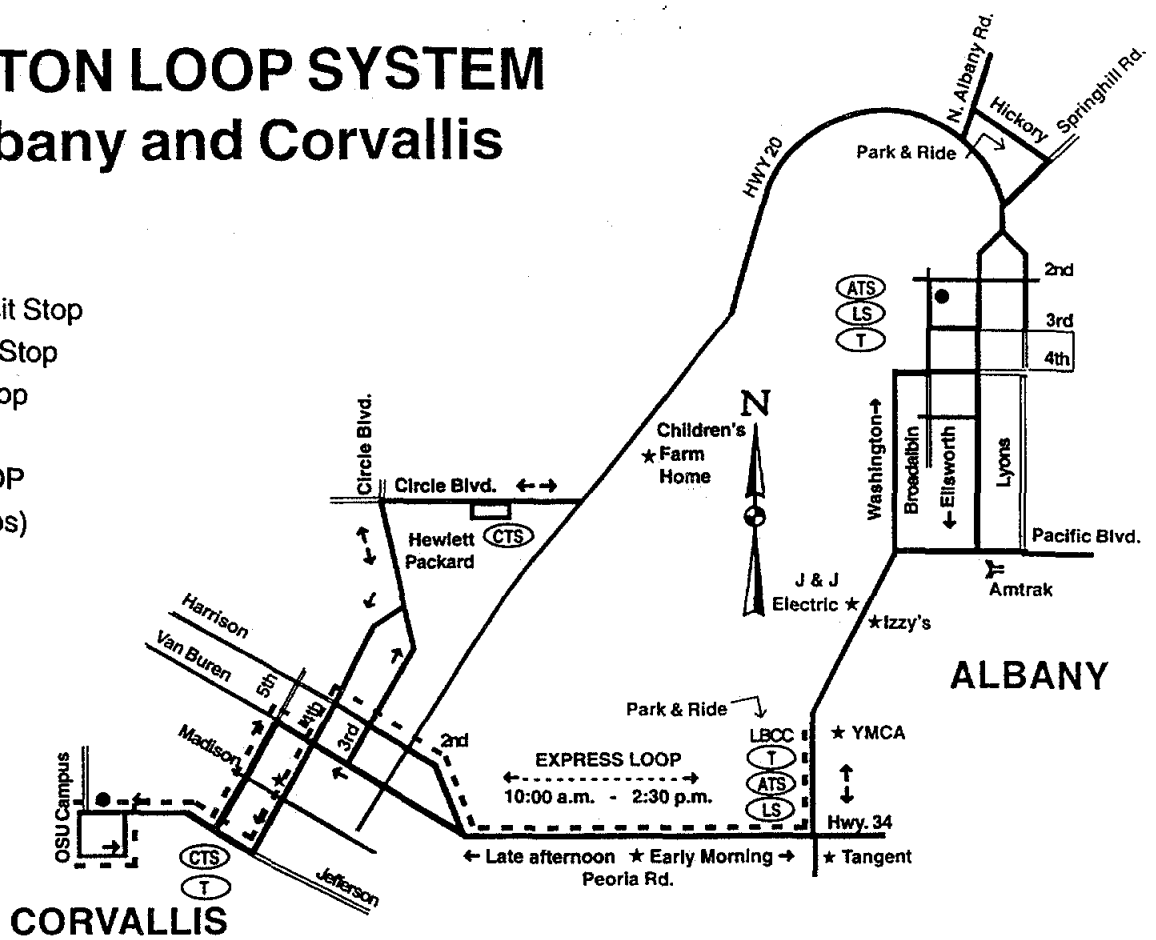 TON LOOP SYSTEM
bany and Corvallis
it Stop
Stop
op
OP
os)
N. Albany Rd.
Hickory
Springhill Rd.
Park & Ride
HWY 20
2nd
3rd
4th
ATS
LS
T
Washington
Broadalbin
Ellsworth
Lyons
Pacific Blvd.
Amtrak
N
Children's
Farm
Home
Circle Blvd.
Circle Blvd.
Hewlett
Packard
CTS
J & J
Electric
Izzy's
ALBANY
Harrison
Van Buren
5th
4th
3rd
2nd
Madison
Park & Ride
LBCC
T
ATS
LS
YMCA
EXPRESS LOOP
10:00 a.m. - 2:30 p.m.
Hwy. 34
Late afternoon ★ Early Morning
Peoria Rd.
Tangent
OSU Campus
CTS
T
Jefferson
CORVALLIS